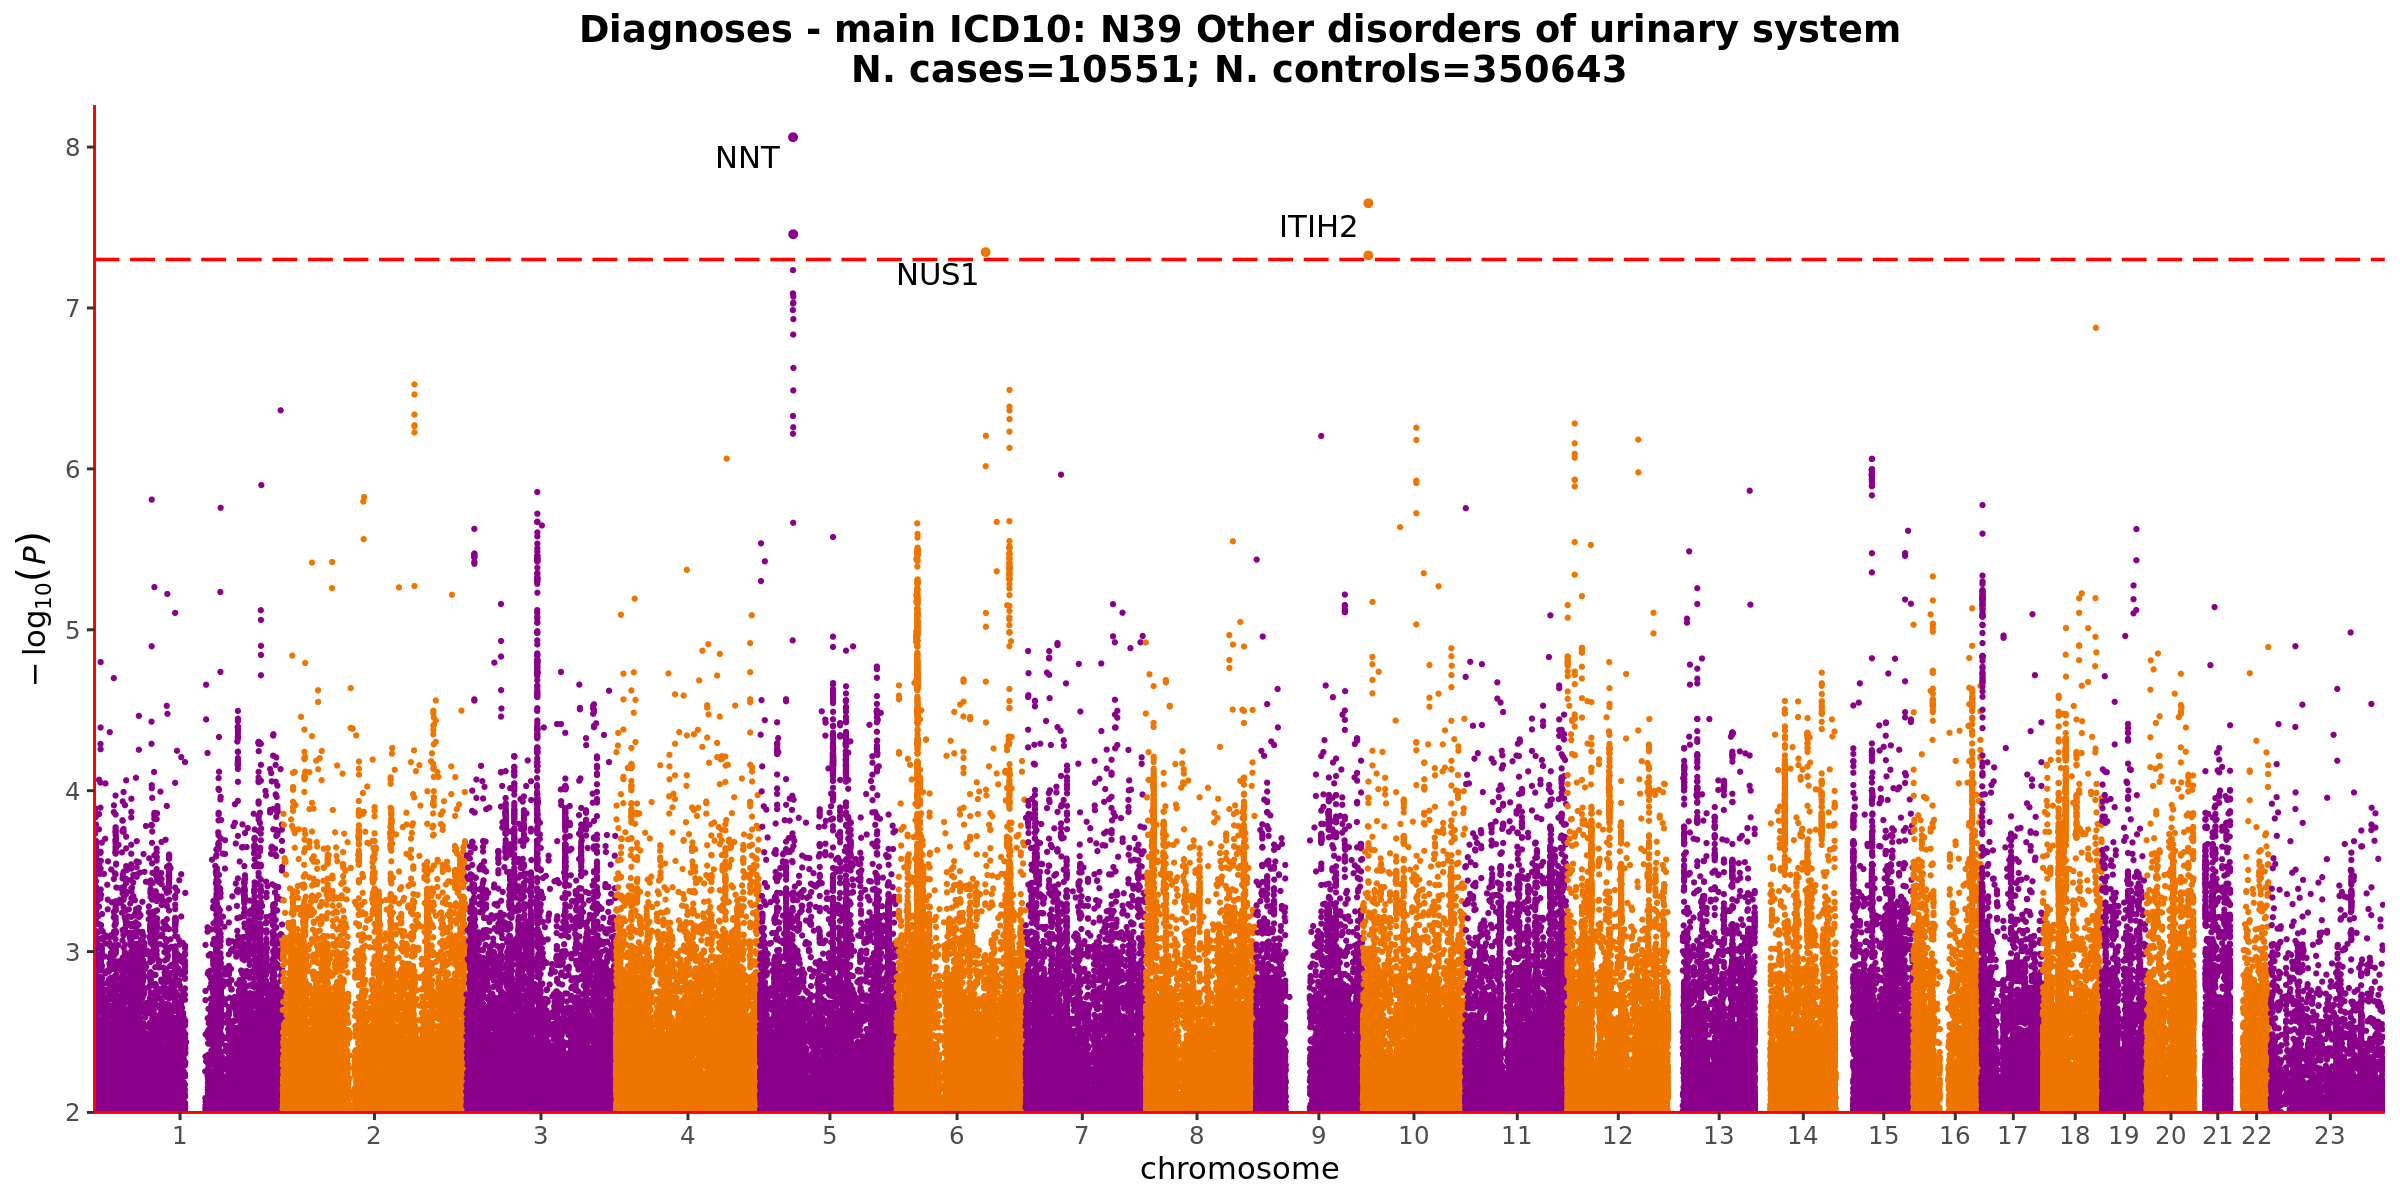 Diagnoses - main ICD10: N39 Other disorders of urinary system
N. cases=10551; N. controls=350643
8
7
6
5
4
3
2
−log₁₀(P)
NNT
ITIH2
NUS1
1 2 3 4 5 6 7 8 9 10 11 12 13 14 15 16 17 18 19 20 21 22 23
chromosome